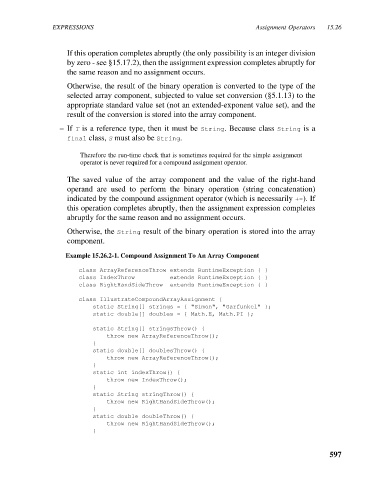 EXPRESSIONS Assignment Operators 15.26
If this operation completes abruptly (the only possibility is an integer division
by zero - see §15.17.2), then the assignment expression completes abruptly for
the same reason and no assignment occurs.
Otherwise, the result of the binary operation is converted to the type of the
selected array component, subjected to value set conversion (§5.1.13) to the
appropriate standard value set (not an extended-exponent value set), and the
result of the conversion is stored into the array component.
– If T is a reference type, then it must be String. Because class String is a
final class, S must also be String.
Therefore the run-time check that is sometimes required for the simple assignment
operator is never required for a compound assignment operator.
The saved value of the array component and the value of the right-hand
operand are used to perform the binary operation (string concatenation)
indicated by the compound assignment operator (which is necessarily +=). If
this operation completes abruptly, then the assignment expression completes
abruptly for the same reason and no assignment occurs.
Otherwise, the String result of the binary operation is stored into the array
component.
Example 15.26.2-1. Compound Assignment To An Array Component
class ArrayReferenceThrow extends RuntimeException { }
class IndexThrow extends RuntimeException { }
class RightHandSideThrow extends RuntimeException { }
class IllustrateCompoundArrayAssignment {
static String[] strings = { "Simon", "Garfunkel" };
static double[] doubles = { Math.E, Math.PI };
static String[] stringsThrow() {
throw new ArrayReferenceThrow();
}
static double[] doublesThrow() {
throw new ArrayReferenceThrow();
}
static int indexThrow() {
throw new IndexThrow();
}
static String stringThrow() {
throw new RightHandSideThrow();
}
static double doubleThrow() {
throw new RightHandSideThrow();
}
597